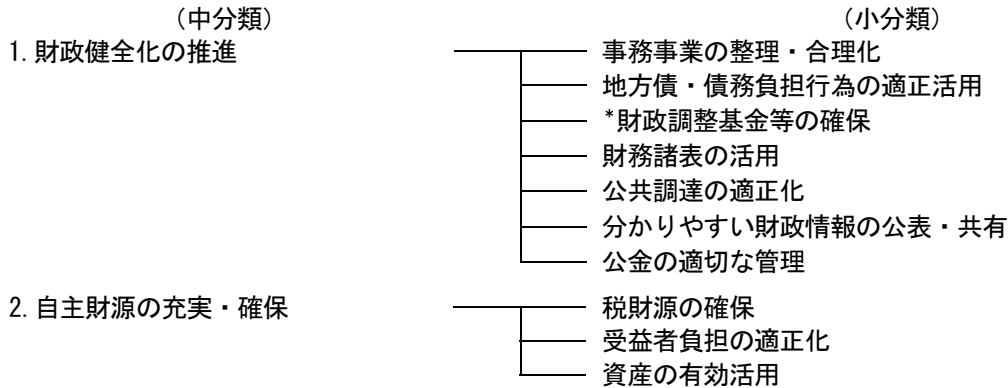 （中分類） （小分類）
1. 財政健全化の推進 事務事業の整理・合理化
地方債・債務負担行為の適正活用
*財政調整基金等の確保
財務諸表の活用
公共調達の適正化
分かりやすい財政情報の公表・共有
公金の適切な管理
2. 自主財源の充実・確保 税財源の確保
受益者負担の適正化
資産の有効活用